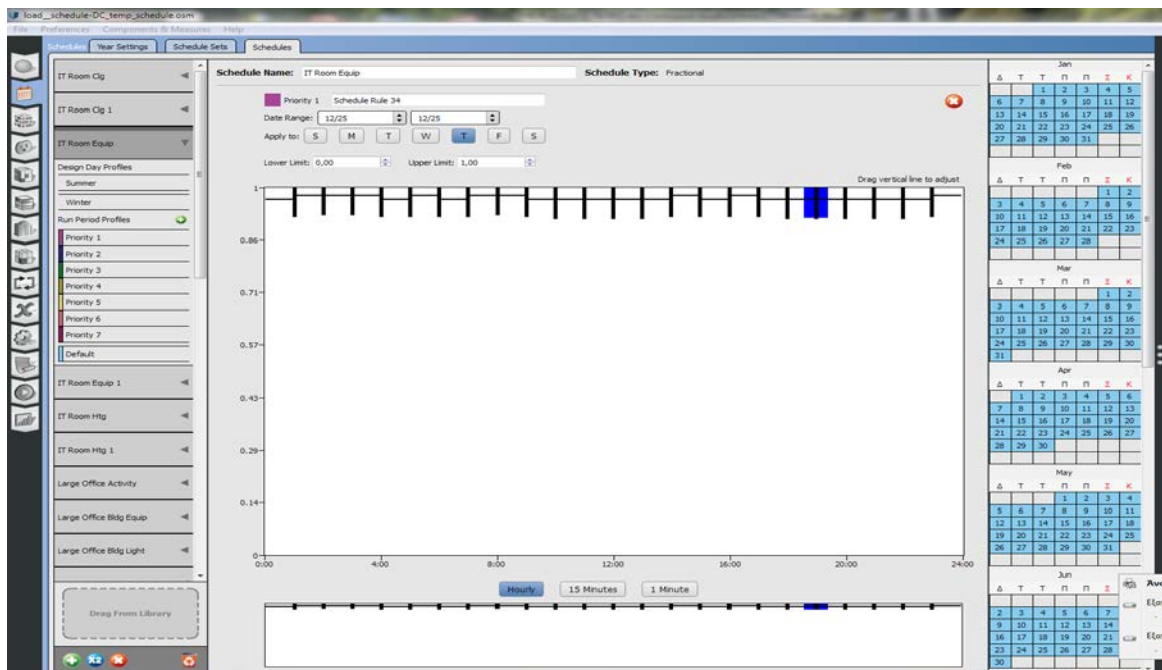 load__schedule-DC_temp_schedule.osm
File Preferences Components & Measures Help
Schedules Year Settings Schedule Sets Schedules
IT Room Clg
IT Room Clg 1
IT Room Equip
Design Day Profiles
Summer
Winter
Run Period Profiles
Priority 1
Priority 2
Priority 3
Priority 4
Priority 5
Priority 6
Priority 7
Default
IT Room Equip 1
IT Room Htg
IT Room Htg 1
Large Office Activity
Large Office Bldg Equip
Large Office Bldg Light
Drag From Library
X2
Schedule Name: IT Room Equip Schedule Type: Fractional
Priority 1 Schedule Rule 34
Date Range: 12/25 12/25
Apply to: S M T W T F S
Lower Limit: 0,00 Upper Limit: 1,00
Drag vertical line to adjust
1
0.86
0.71
0.57
0.43
0.29
0.14
0
0:00 4:00 8:00 12:00 16:00 20:00 24:00
Hourly 15 Minutes 1 Minute
Jan
Δ Τ Τ Π Π Σ Κ
1 2 3 4 5
6 7 8 9 10 11 12
13 14 15 16 17 18 19
20 21 22 23 24 25 26
27 28 29 30 31
Feb
Δ Τ Τ Π Π Σ Κ
1 2
3 4 5 6 7 8 9
10 11 12 13 14 15 16
17 18 19 20 21 22 23
24 25 26 27 28
Mar
Δ Τ Τ Π Π Σ Κ
1 2
3 4 5 6 7 8 9
10 11 12 13 14 15 16
17 18 19 20 21 22 23
24 25 26 27 28 29 30
31
Apr
Δ Τ Τ Π Π Σ Κ
1 2 3 4 5 6
7 8 9 10 11 12 13
14 15 16 17 18 19 20
21 22 23 24 25 26 27
28 29 30
May
Δ Τ Τ Π Π Σ Κ
1 2 3 4
5 6 7 8 9 10 11
12 13 14 15 16 17 18
19 20 21 22 23 24 25
26 27 28 29 30 31
Jun
Δ Τ Τ Π Π Σ
2 3 4 5 6 7
9 10 11 12 13 14
16 17 18 19 20 21
23 24 25 26 27 28
30